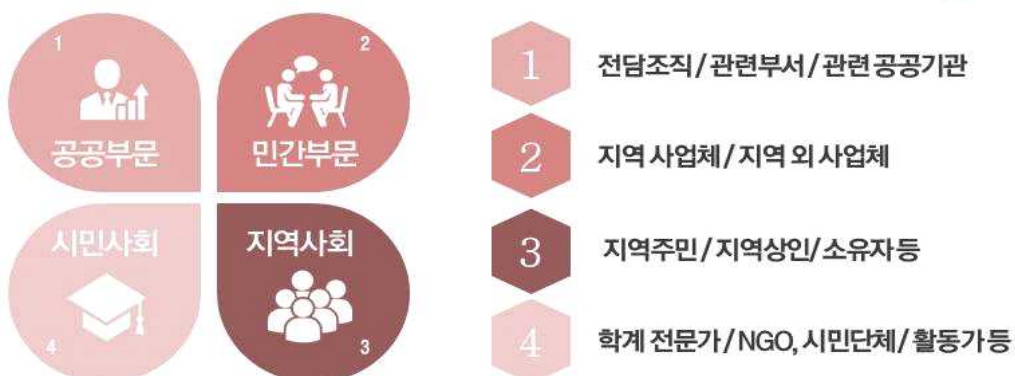 1
공공부문
2
민간부문
시민사회
4
지역사회
3
1 전담조직/관련부서/관련 공공기관
2 지역 사업체/지역 외 사업체
3 지역주민/지역상인/소유자 등
4 학계 전문가/NGO, 시민단체/활동가 등